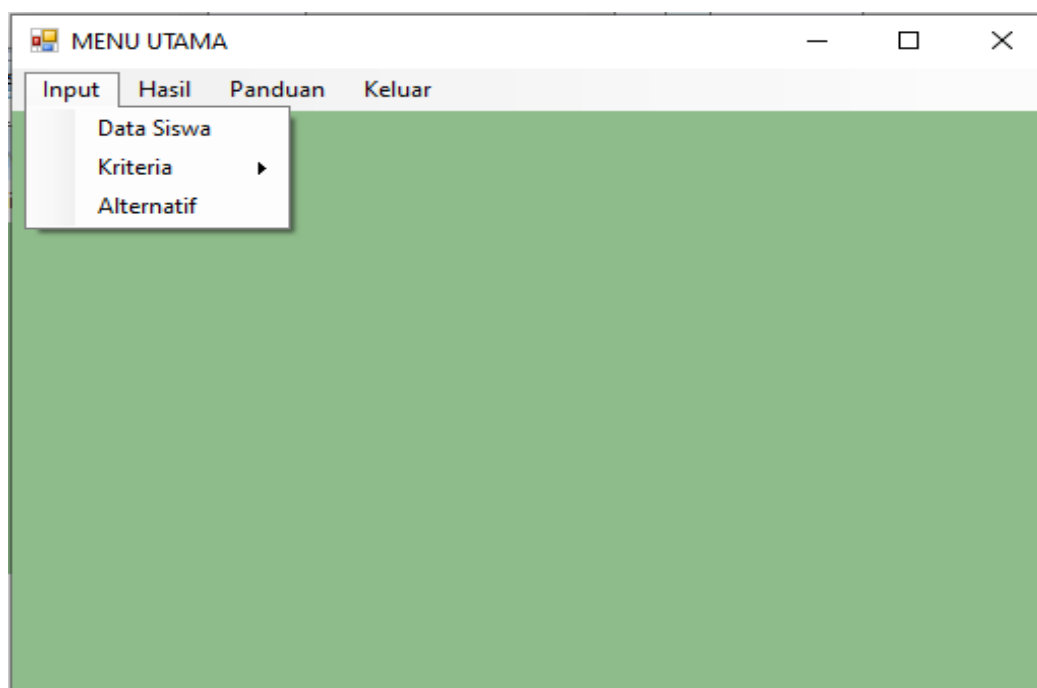 MENU UTAMA
Input Hasil Panduan Keluar
Data Siswa
Kriteria
Alternatif